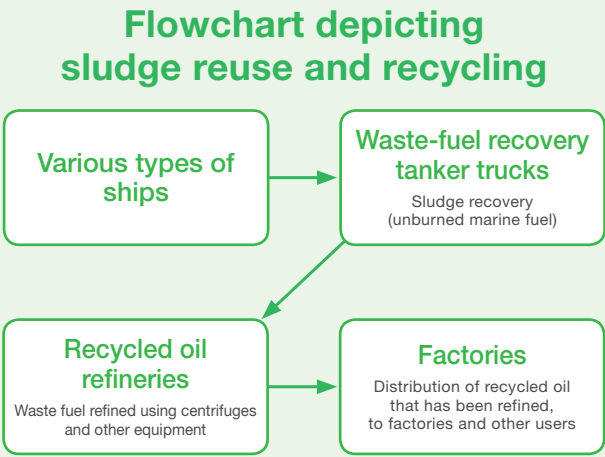 Flowchart depicting
sludge reuse and recycling
Various types of
ships
Waste-fuel recovery
tanker trucks
Sludge recovery
(unburned marine fuel)
Recycled oil
refineries
Waste fuel refined using centrifuges
and other equipment
Factories
Distribution of recycled oil
that has been refined,
to factories and other users